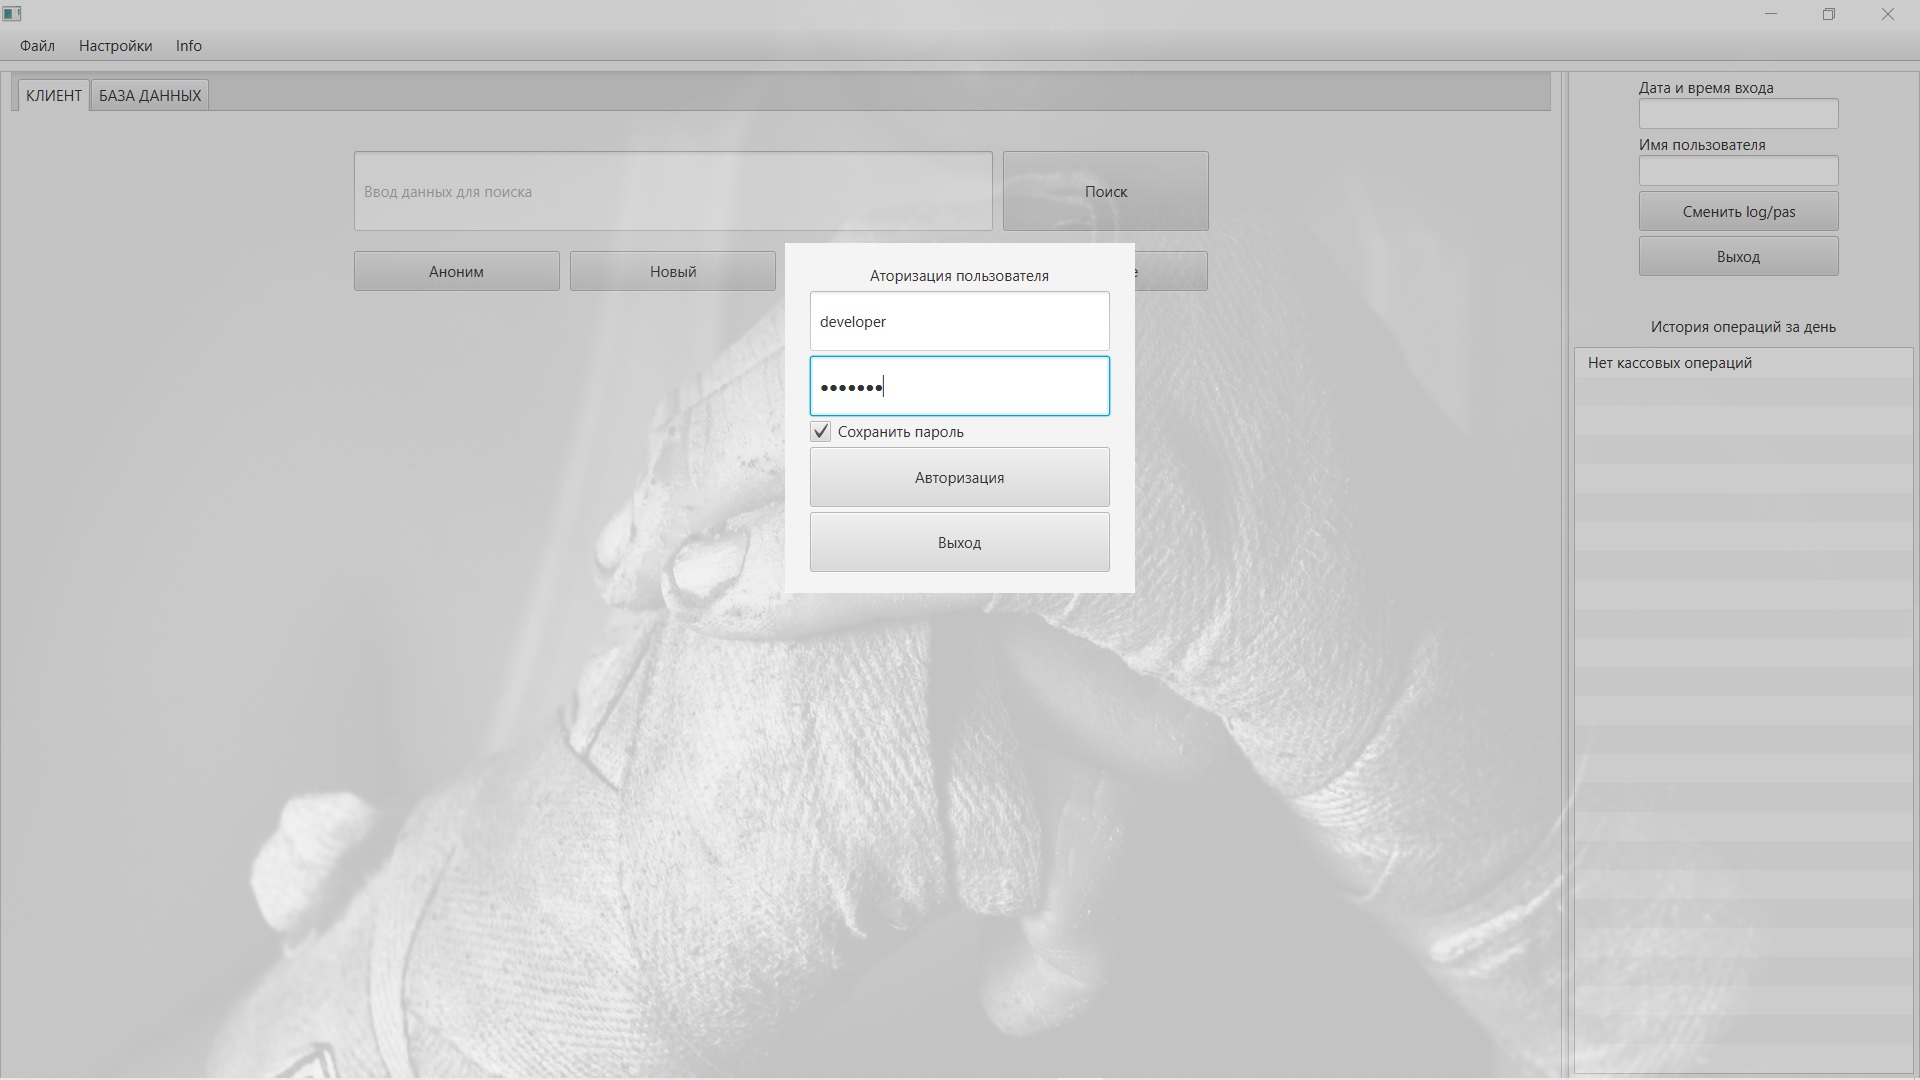 Файл Настройки Info
КЛИЕНТ БАЗА ДАННЫХ
Ввод данных для поиска
Поиск
Аноним
Новый
Аторизация пользователя
developer
•••••••
Сохранить пароль
Авторизация
Выход
Дата и время входа
Имя пользователя
Сменить log/pas
Выход
История операций за день
Нет кассовых операций